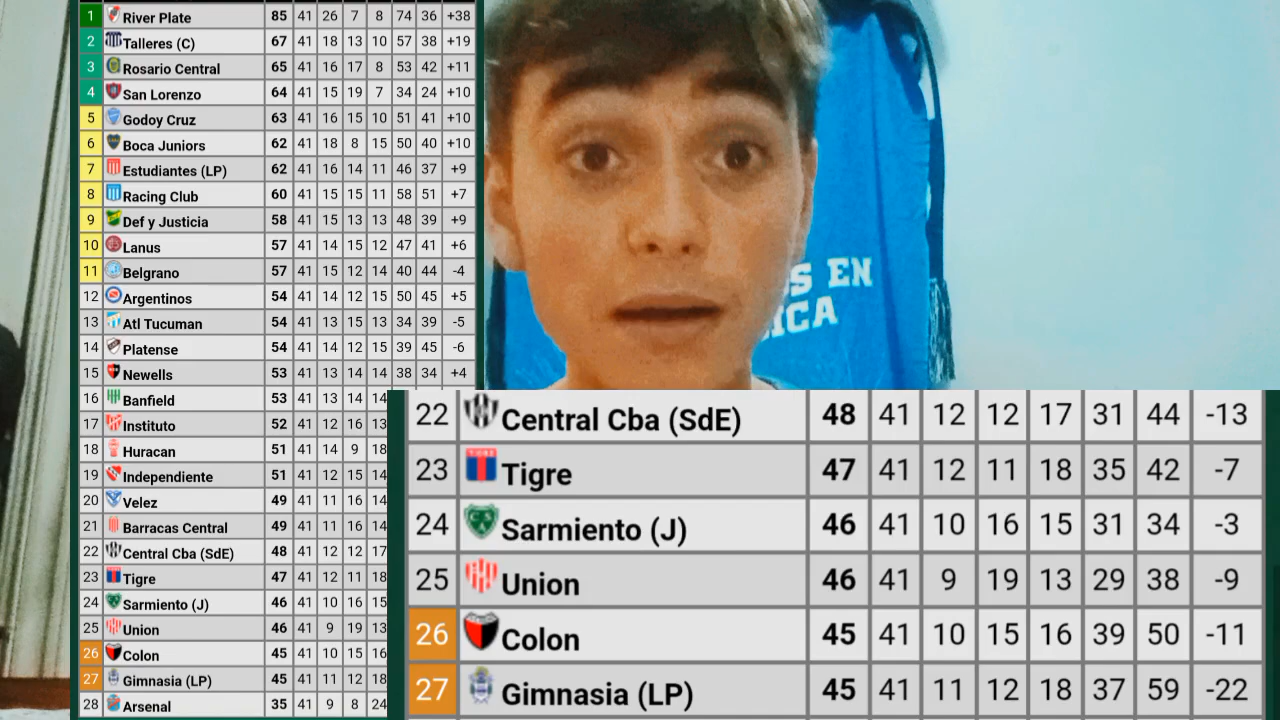 1 River Plate 85 41 26 7 8 74 36 +38
2 Talleres (C) 67 41 18 13 10 57 38 +19
3 Rosario Central 65 41 16 17 8 53 42 +11
4 San Lorenzo 64 41 15 19 7 34 24 +10
5 Godoy Cruz 63 41 16 15 10 51 41 +10
6 Boca Juniors 62 41 18 8 15 50 40 +10
7 Estudiantes (LP) 62 41 16 14 11 46 37 +9
8 Racing Club 60 41 15 15 11 58 51 +7
9 Def y Justicia 58 41 15 13 13 48 39 +9
10 Lanus 57 41 14 15 12 47 41 +6
11 Belgrano 57 41 15 12 14 40 44 -4
12 Argentinos 54 41 14 12 15 50 45 +5
13 Atl Tucuman 54 41 13 15 13 34 39 -5
14 Platense 54 41 14 12 15 39 45 -6
15 Newells 53 41 13 14 14 38 34 +4
16 Banfield 53 41 13 14 14
17 Instituto 52 41 12 16 13
18 Huracan 51 41 14 9 18
19 Independiente 51 41 12 15 14
20 Velez 49 41 11 16 14
21 Barracas Central 49 41 11 16 14
22 Central Cba (SdE) 48 41 12 12 17
23 Tigre 47 41 12 11 18
24 Sarmiento (J) 46 41 10 16 15
25 Union 46 41 9 19 13
26 Colon 45 41 10 15 16
27 Gimnasia (LP) 45 41 11 12 18
28 Arsenal 35 41 9 8 24
S EN
ICA
22 Central Cba (SdE) 48 41 12 12 17 31 44 -13
TIGRE
23 Tigre 47 41 12 11 18 35 42 -7
24 Sarmiento (J) 46 41 10 16 15 31 34 -3
25 Union 46 41 9 19 13 29 38 -9
26 Colon 45 41 10 15 16 39 50 -11
27 Gimnasia (LP) 45 41 11 12 18 37 59 -22